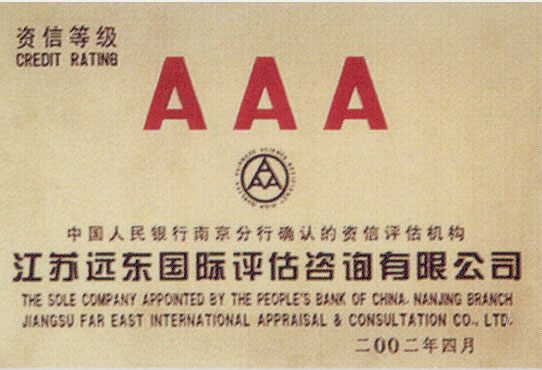 资信等级
CREDIT RATING
AAA
中国人民银行南京分行确认的资信评估机构
江苏远东国际评估咨询有限公司
THE SOLE COMPANY APPOINTED BY THE PEOPLE'S BANK OF CHINA. NANJING BRANCH
JIANGSU FAR EAST INTERNATIONAL APPRAISAL & CONSULTATION CO., LTD.
二00二年四月